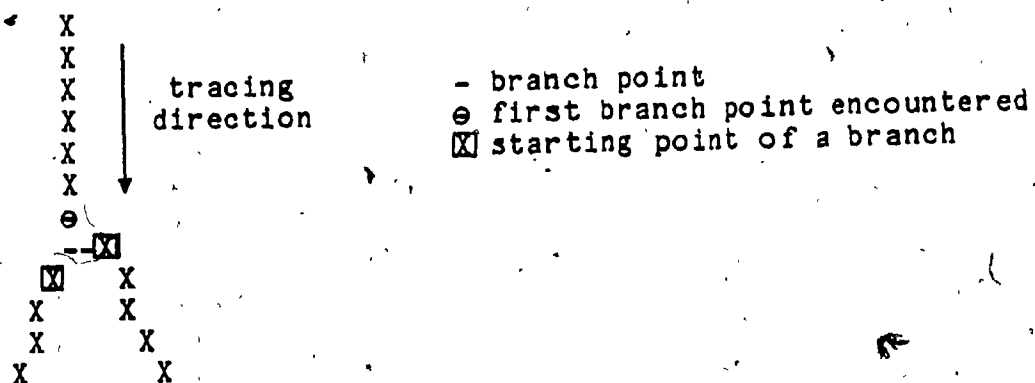 X
X
X
X
X
X
tracing
direction
⊖
--X
X X
X X
X X
X X
- branch point
⊖ first branch point encountered
X starting point of a branch